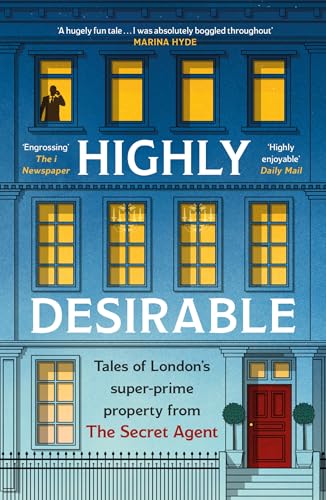 ‘A hugely fun tale . . . I was absolutely boggled throughout’
MARINA HYDE
‘Engrossing’
The i
Newspaper
HIGHLY
‘Highly
enjoyable’
Daily Mail
DESIRABLE
Tales of London’s
super-prime
property from
The Secret Agent